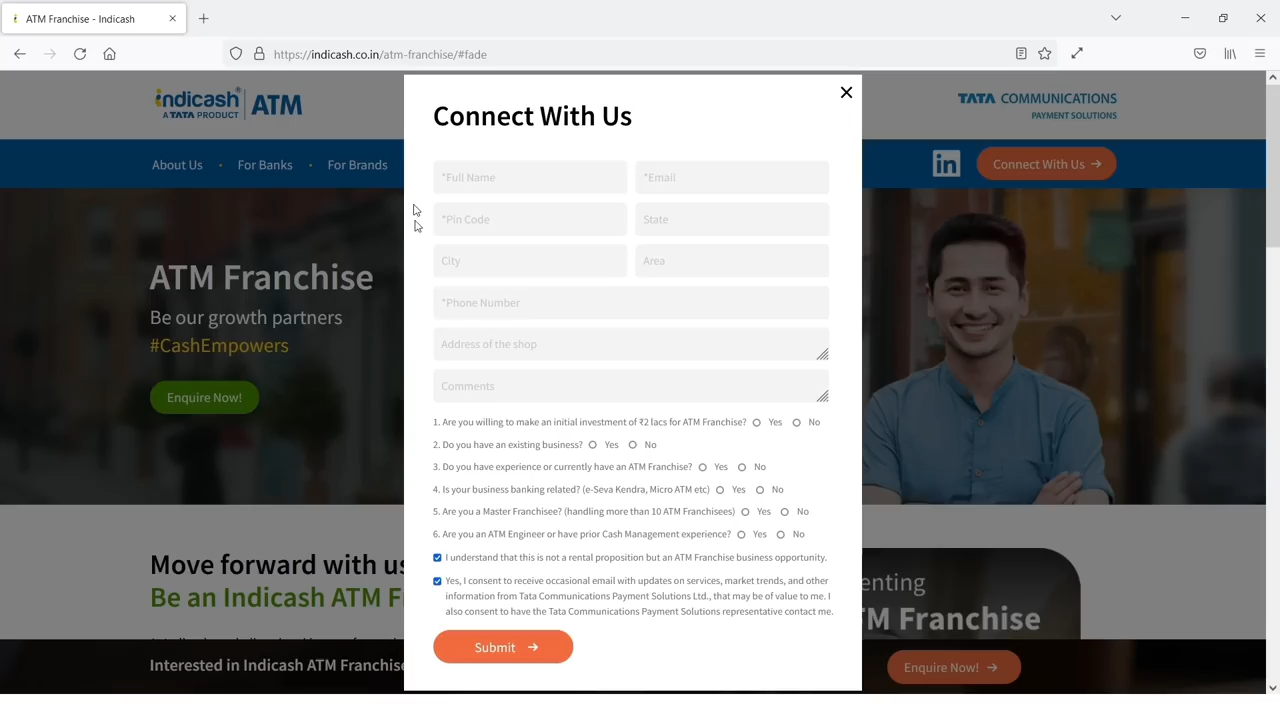 ATM Franchise - Indicash
https://indicash.co.in/atm-franchise/#fade
indicash ATM
A TATA PRODUCT
TATA COMMUNICATIONS
PAYMENT SOLUTIONS
About Us • For Banks • For Brands
in
Connect With Us →
ATM Franchise
Be our growth partners
#CashEmpowers
Enquire Now!
Connect With Us
*Full Name
*Email
*Pin Code
State
City
Area
*Phone Number
Address of the shop
Comments
1. Are you willing to make an initial investment of ₹2 lacs for ATM Franchise? Yes No
2. Do you have an existing business? Yes No
3. Do you have experience or currently have an ATM Franchise? Yes No
4. Is your business banking related? (e-Seva Kendra, Micro ATM etc) Yes No
5. Are you a Master Franchisee? (handling more than 10 ATM Franchisees) Yes No
6. Are you an ATM Engineer or have prior Cash Management experience? Yes No
I understand that this is not a rental proposition but an ATM Franchise business opportunity.
Yes, I consent to receive occasional email with updates on services, market trends, and other
information from Tata Communications Payment Solutions Ltd., that may be of value to me. I
also consent to have the Tata Communications Payment Solutions representative contact me.
Submit →
Move forward with us
Be an Indicash ATM F
enting
TM Franchise
Interested in Indicash ATM Franchise
Enquire Now! →